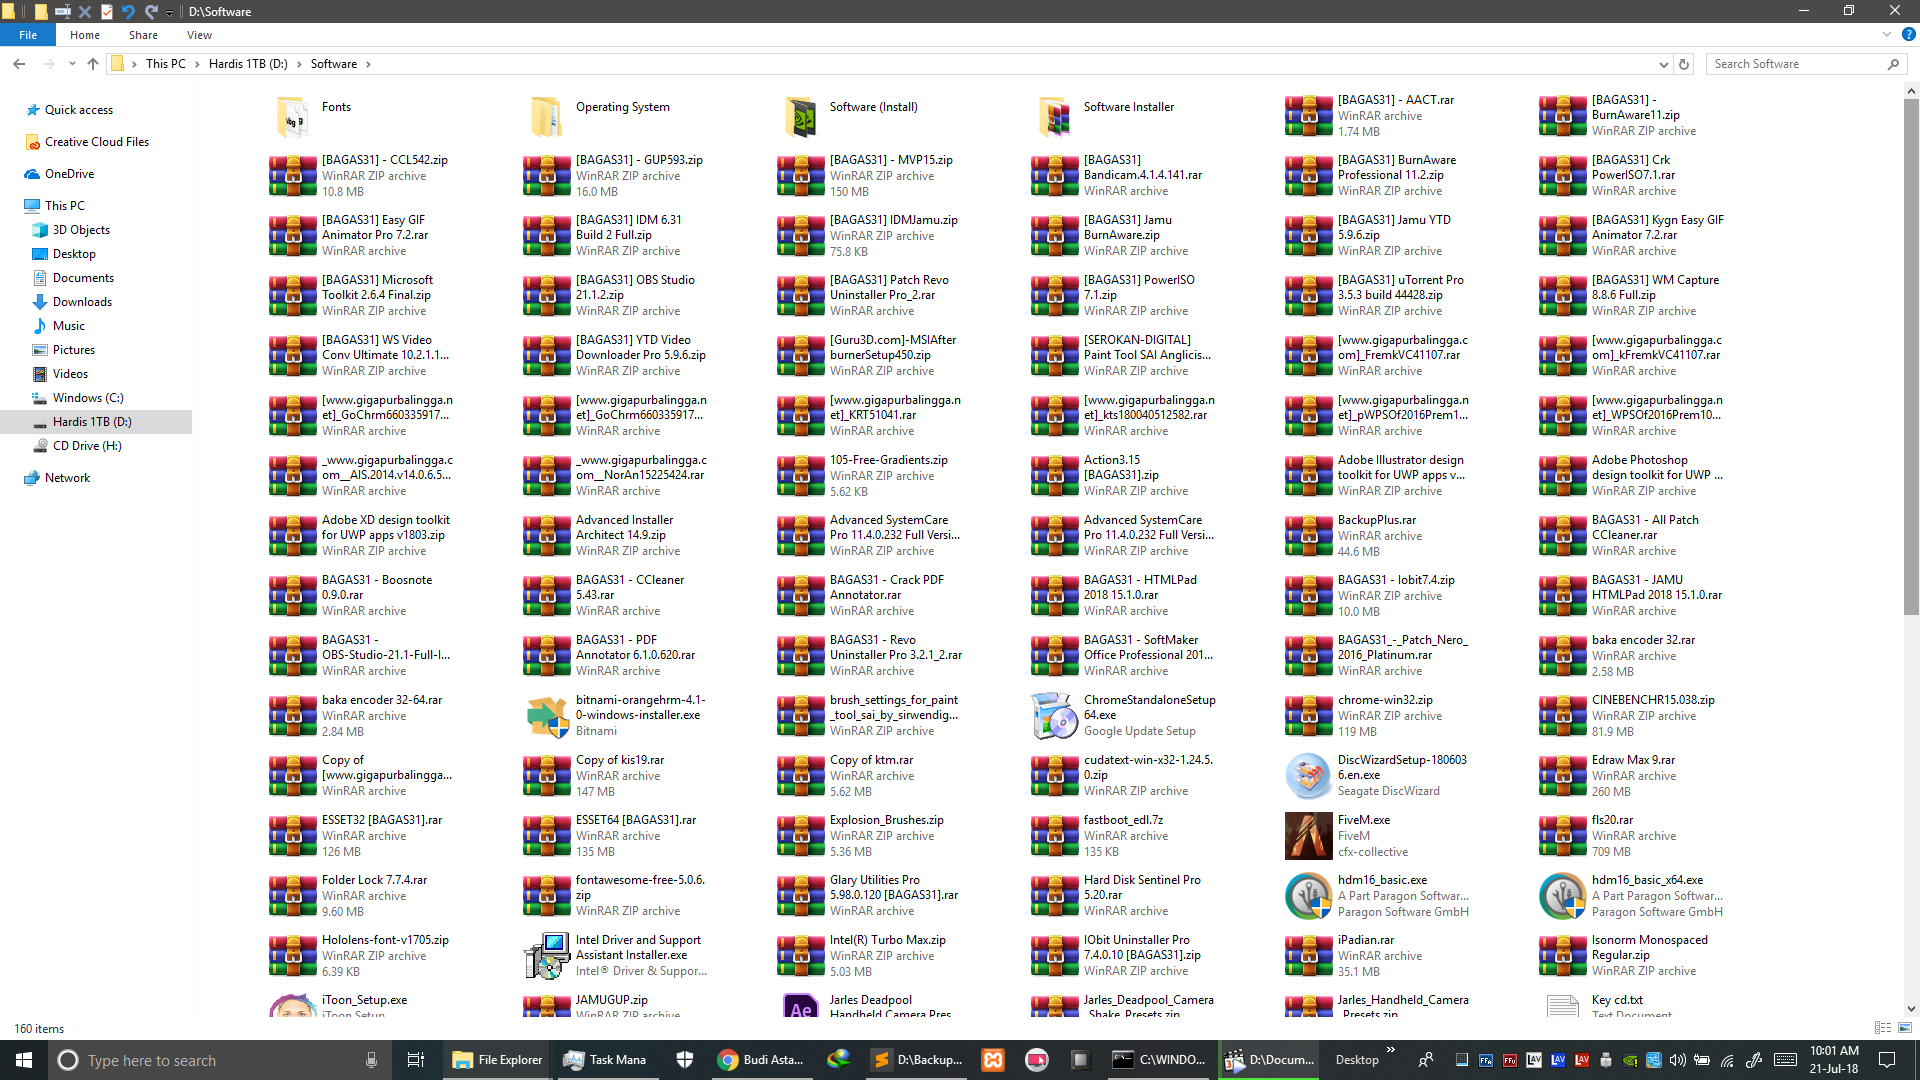 D:\Software
File
Home
Share
View
This PC
Hardis 1TB (D:)
Software
Search Software
Quick access
Creative Cloud Files
OneDrive
This PC
3D Objects
Desktop
Documents
Downloads
Music
Pictures
Videos
Windows (C:)
Hardis 1TB (D:)
CD Drive (H:)
Network
Fonts
Operating System
Software (Install)
Software Installer
[BAGAS31] - AACT.rar
WinRAR archive
1.74 MB
[BAGAS31] -
BurnAware11.zip
WinRAR ZIP archive
[BAGAS31] - CCL542.zip
WinRAR ZIP archive
10.8 MB
[BAGAS31] - GUP593.zip
WinRAR ZIP archive
16.0 MB
[BAGAS31] - MVP15.zip
WinRAR ZIP archive
150 MB
[BAGAS31]
Bandicam.4.1.4.141.rar
WinRAR archive
[BAGAS31] BurnAware
Professional 11.2.zip
WinRAR ZIP archive
[BAGAS31] Crk
PowerISO7.1.rar
WinRAR archive
[BAGAS31] Easy GIF
Animator Pro 7.2.rar
WinRAR archive
[BAGAS31] IDM 6.31
Build 2 Full.zip
WinRAR ZIP archive
[BAGAS31] IDMJamu.zip
WinRAR ZIP archive
75.8 KB
[BAGAS31] Jamu
BurnAware.zip
WinRAR ZIP archive
[BAGAS31] Jamu YTD
5.9.6.zip
WinRAR ZIP archive
[BAGAS31] Kygn Easy GIF
Animator 7.2.rar
WinRAR archive
[BAGAS31] Microsoft
Toolkit 2.6.4 Final.zip
WinRAR ZIP archive
[BAGAS31] OBS Studio
21.1.2.zip
WinRAR ZIP archive
[BAGAS31] Patch Revo
Uninstaller Pro_2.rar
WinRAR archive
[BAGAS31] PowerISO
7.1.zip
WinRAR ZIP archive
[BAGAS31] uTorrent Pro
3.5.3 build 44428.zip
WinRAR ZIP archive
[BAGAS31] WM Capture
8.8.6 Full.zip
WinRAR ZIP archive
[BAGAS31] WS Video
Conv Ultimate 10.2.1.1...
WinRAR ZIP archive
[BAGAS31] YTD Video
Downloader Pro 5.9.6.zip
WinRAR ZIP archive
[Guru3D.com]-MSIAfter
burnerSetup450.zip
WinRAR ZIP archive
[SEROKAN-DIGITAL]
Paint Tool SAI Anglicis...
WinRAR ZIP archive
[www.gigapurbalingga.c
om]_FremkVC41107.rar
WinRAR archive
[www.gigapurbalingga.c
om]_kFremkVC41107.rar
WinRAR archive
[www.gigapurbalingga.n
et]_GoChrm660335917...
WinRAR archive
[www.gigapurbalingga.n
et]_GoChrm660335917...
WinRAR archive
[www.gigapurbalingga.n
et]_KRT51041.rar
WinRAR archive
[www.gigapurbalingga.n
et]_kts180040512582.rar
WinRAR archive
[www.gigapurbalingga.n
et]_pWPSOf2016Prem1...
WinRAR archive
[www.gigapurbalingga.n
et]_WPSOf2016Prem10...
WinRAR archive
_www.gigapurbalingga.c
om__AIS.2014.v14.0.6.5...
WinRAR archive
_www.gigapurbalingga.c
om__NorAn15225424.rar
WinRAR archive
105-Free-Gradients.zip
WinRAR ZIP archive
5.62 KB
Action3.15
[BAGAS31].zip
WinRAR ZIP archive
Adobe Illustrator design
toolkit for UWP apps v...
WinRAR ZIP archive
Adobe Photoshop
design toolkit for UWP ...
WinRAR ZIP archive
Adobe XD design toolkit
for UWP apps v1803.zip
WinRAR ZIP archive
Advanced Installer
Architect 14.9.zip
WinRAR ZIP archive
Advanced SystemCare
Pro 11.4.0.232 Full Versi...
WinRAR ZIP archive
Advanced SystemCare
Pro 11.4.0.232 Full Versi...
WinRAR ZIP archive
BackupPlus.rar
WinRAR archive
44.6 MB
BAGAS31 - All Patch
CCleaner.rar
WinRAR archive
BAGAS31 - Boosnote
0.9.0.rar
WinRAR archive
BAGAS31 - CCleaner
5.43.rar
WinRAR archive
BAGAS31 - Crack PDF
Annotator.rar
WinRAR archive
BAGAS31 - HTMLPad
2018 15.1.0.rar
WinRAR archive
BAGAS31 - Iobit7.4.zip
WinRAR ZIP archive
10.0 MB
BAGAS31 - JAMU
HTMLPad 2018 15.1.0.rar
WinRAR archive
BAGAS31 -
OBS-Studio-21.1-Full-I...
WinRAR archive
BAGAS31 - PDF
Annotator 6.1.0.620.rar
WinRAR archive
BAGAS31 - Revo
Uninstaller Pro 3.2.1_2.rar
WinRAR archive
BAGAS31 - SoftMaker
Office Professional 201...
WinRAR archive
BAGAS31_-_Patch_Nero_
2016_Platinum.rar
WinRAR archive
baka encoder 32.rar
WinRAR archive
2.58 MB
baka encoder 32-64.rar
WinRAR archive
2.84 MB
bitnami-orangehrm-4.1-
0-windows-installer.exe
Bitnami
brush_settings_for_paint
_tool_sai_by_sirwendig...
WinRAR ZIP archive
ChromeStandaloneSetup
64.exe
Google Update Setup
chrome-win32.zip
WinRAR ZIP archive
119 MB
CINEBENCHR15.038.zip
WinRAR ZIP archive
81.9 MB
Copy of
[www.gigapurbalingga...
WinRAR archive
Copy of kis19.rar
WinRAR archive
147 MB
Copy of ktm.rar
WinRAR archive
5.62 MB
cudatext-win-x32-1.24.5.
0.zip
WinRAR ZIP archive
DiscWizardSetup-180603
6.en.exe
Seagate DiscWizard
Edraw Max 9.rar
WinRAR archive
260 MB
ESSET32 [BAGAS31].rar
WinRAR archive
126 MB
ESSET64 [BAGAS31].rar
WinRAR archive
135 MB
Explosion_Brushes.zip
WinRAR ZIP archive
5.36 MB
fastboot_edl.7z
WinRAR archive
135 KB
FiveM.exe
FiveM
cfx-collective
fls20.rar
WinRAR archive
709 MB
Folder Lock 7.7.4.rar
WinRAR archive
9.60 MB
fontawesome-free-5.0.6.
zip
WinRAR ZIP archive
Glary Utilities Pro
5.98.0.120 [BAGAS31].rar
WinRAR archive
Hard Disk Sentinel Pro
5.20.rar
WinRAR archive
hdm16_basic.exe
A Part Paragon Softwar...
Paragon Software GmbH
hdm16_basic_x64.exe
A Part Paragon Softwar...
Paragon Software GmbH
Hololens-font-v1705.zip
WinRAR ZIP archive
6.39 KB
Intel Driver and Support
Assistant Installer.exe
Intel® Driver & Suppor...
Intel(R) Turbo Max.zip
WinRAR ZIP archive
5.03 MB
IObit Uninstaller Pro
7.4.0.10 [BAGAS31].zip
WinRAR ZIP archive
iPadian.rar
WinRAR archive
35.1 MB
Isonorm Monospaced
Regular.zip
WinRAR ZIP archive
iToon_Setup.exe
iToon Setup
JAMUGUP.zip
WinRAR ZIP archive
Jarles Deadpool
Handheld Camera Pres
Jarles_Deadpool_Camera
_Shake_Presets.zip
Jarles_Handheld_Camera
_Presets.zip
Key cd.txt
Text Document
160 items
Type here to search
File Explorer
Task Mana
Budi Asta...
D:\Backup...
C:\WINDO...
D:\Docum...
Desktop
10:01 AM
21-Jul-18